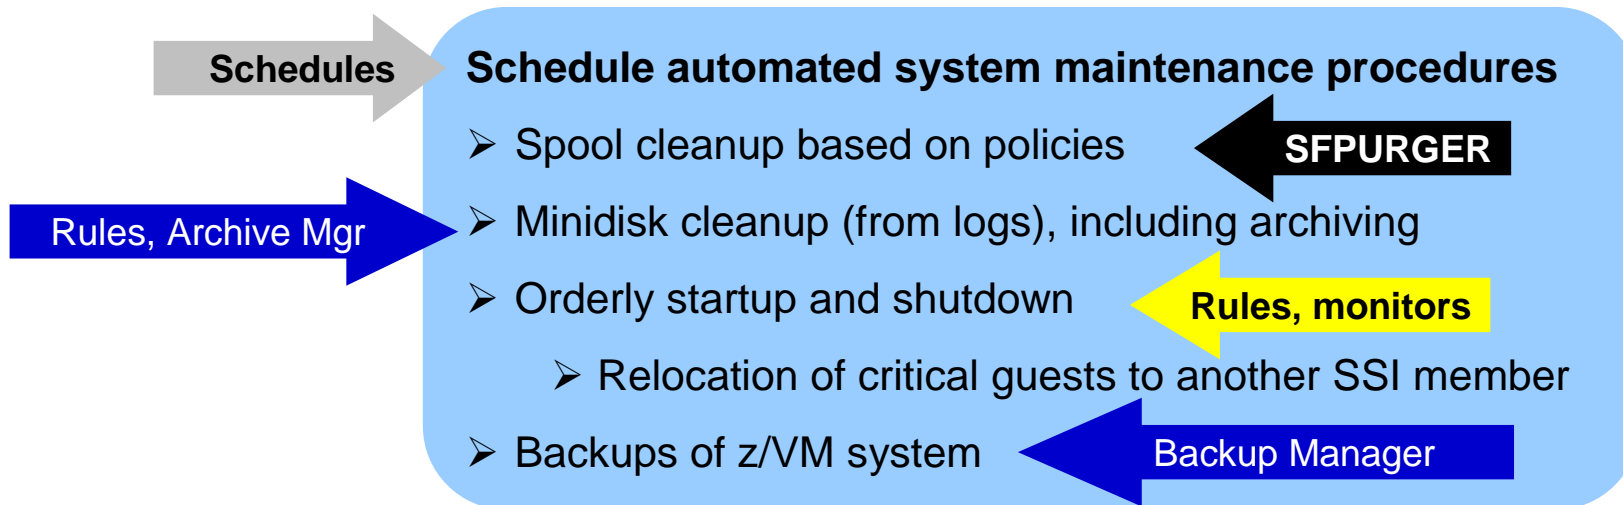 Schedules
Schedule automated system maintenance procedures
➢ Spool cleanup based on policies
SFPURGER
Rules, Archive Mgr
➢ Minidisk cleanup (from logs), including archiving
➢ Orderly startup and shutdown
Rules, monitors
➢ Relocation of critical guests to another SSI member
➢ Backups of z/VM system
Backup Manager